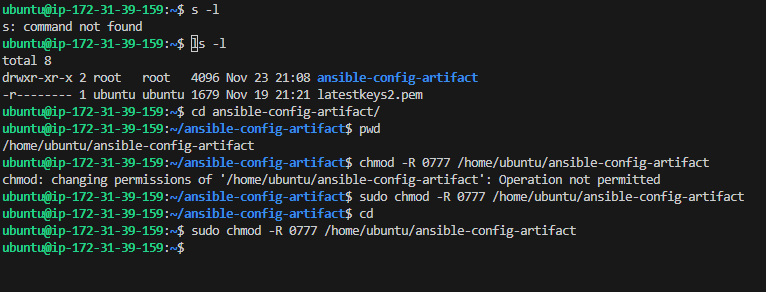 ubuntu@ip-172-31-39-159:~$ s -l
s: command not found
ubuntu@ip-172-31-39-159:~$ ls -l
total 8
drwxr-xr-x 2 root   root   4096 Nov 23 21:08 ansible-config-artifact
-r-------- 1 ubuntu ubuntu 1679 Nov 19 21:21 latestkeys2.pem
ubuntu@ip-172-31-39-159:~$ cd ansible-config-artifact/
ubuntu@ip-172-31-39-159:~/ansible-config-artifact$ pwd
/home/ubuntu/ansible-config-artifact
ubuntu@ip-172-31-39-159:~/ansible-config-artifact$ chmod -R 0777 /home/ubuntu/ansible-config-artifact
chmod: changing permissions of '/home/ubuntu/ansible-config-artifact': Operation not permitted
ubuntu@ip-172-31-39-159:~/ansible-config-artifact$ sudo chmod -R 0777 /home/ubuntu/ansible-config-artifact
ubuntu@ip-172-31-39-159:~/ansible-config-artifact$ cd
ubuntu@ip-172-31-39-159:~$ sudo chmod -R 0777 /home/ubuntu/ansible-config-artifact
ubuntu@ip-172-31-39-159:~$